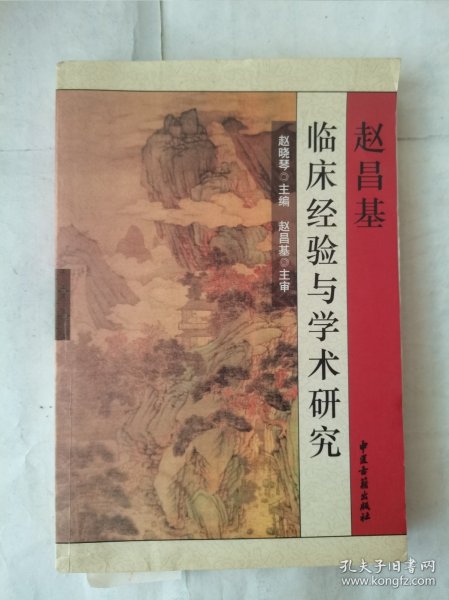 赵昌基
临床经验与学术研究
赵晓琴◎主编 赵昌基◎主审
中医古籍出版社
孔夫子旧书网
www.kongfz.com